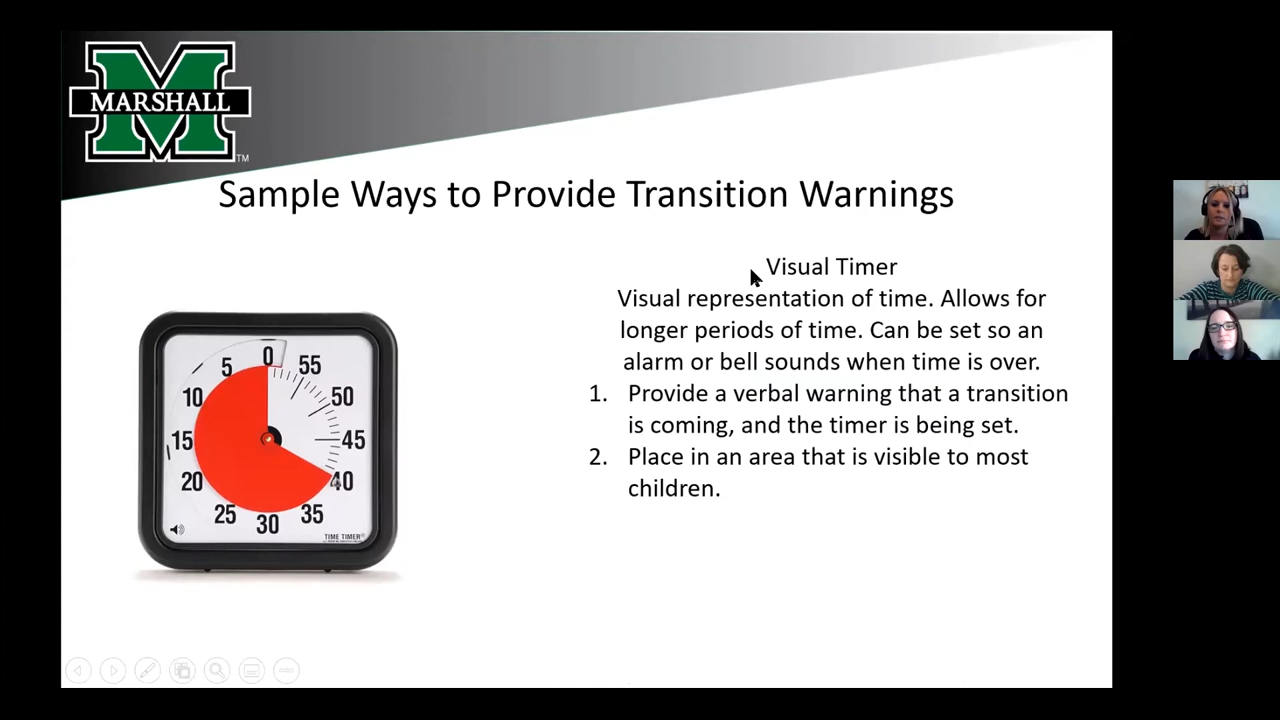 MARSHALL
TM
Sample Ways to Provide Transition Warnings
Visual Timer
Visual representation of time. Allows for
longer periods of time. Can be set so an
alarm or bell sounds when time is over.
1. Provide a verbal warning that a transition
is coming, and the timer is being set.
2. Place in an area that is visible to most
children.
0
5
55
10
50
15
45
20
40
25
35
30
TIME TIMER®